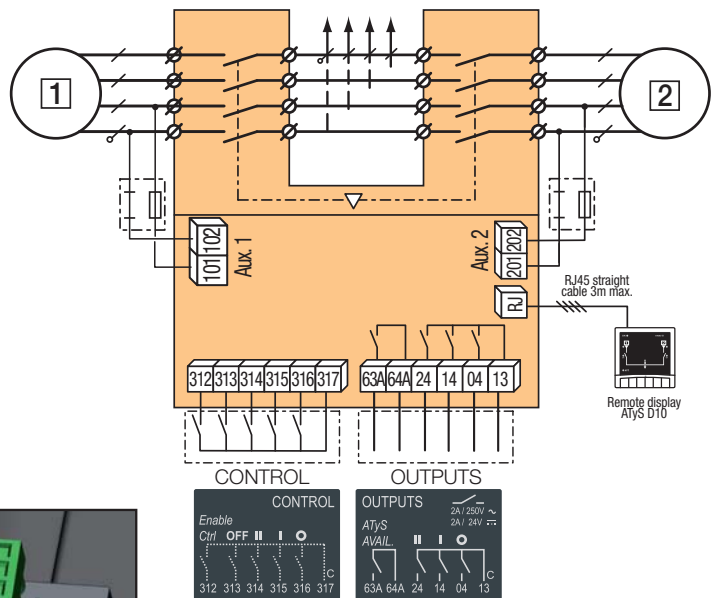 1
2
101 102
Aux. 1
Aux. 2
201 202
RJ
RJ45 straight
cable 3m max.
312 313 314 315 316 317
63A 64A 24 14 04 13
Remote display
ATyS D10
CONTROL
OUTPUTS
CONTROL
Enable
Ctrl OFF II I O
C
312 313 314 315 316 317
OUTPUTS
2A / 250V ~
2A / 24V ⎓
ATyS
AVAIL. II I O
C
63A 64A 24 14 04 13